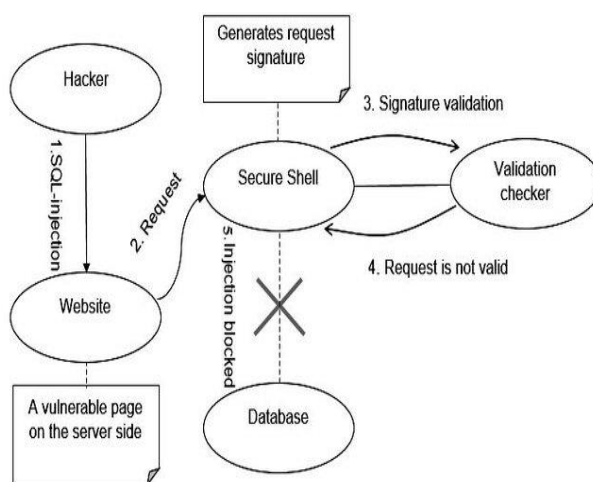 Generates request
signature
Hacker
3. Signature validation
1.SQL-injection
Secure Shell
Validation
checker
2. Request
5. Injection blocked
4. Request is not valid
Website
A vulnerable page
on the server side
Database